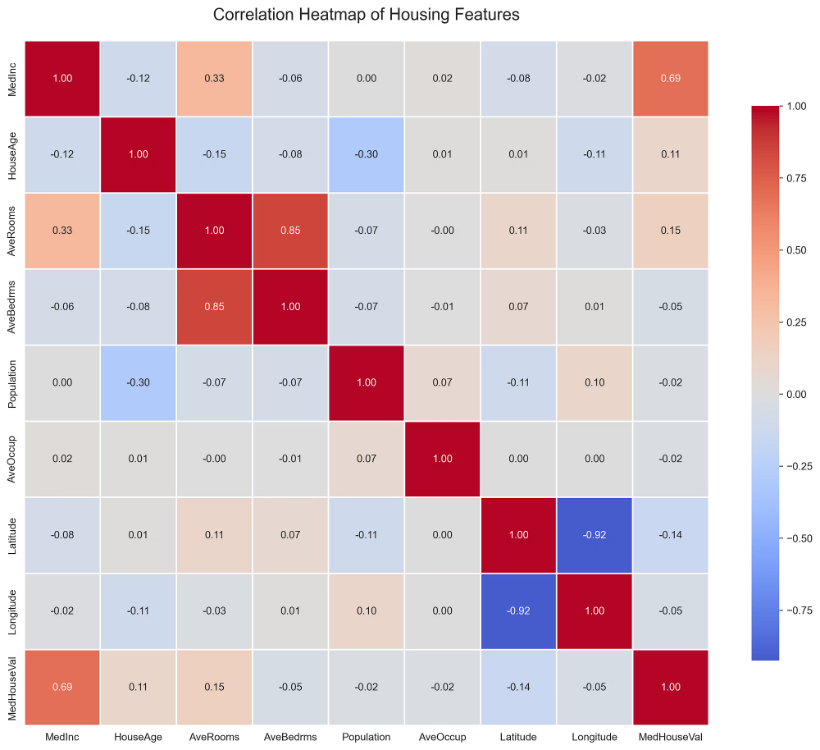 Correlation Heatmap of Housing Features
MedInc 1.00 -0.12 0.33 -0.06 0.00 0.02 -0.08 -0.02 0.69
HouseAge -0.12 1.00 -0.15 -0.08 -0.30 0.01 0.01 -0.11 0.11
AveRooms 0.33 -0.15 1.00 0.85 -0.07 -0.00 0.11 -0.03 0.15
AveBedrms -0.06 -0.08 0.85 1.00 -0.07 -0.01 0.07 0.01 -0.05
Population 0.00 -0.30 -0.07 -0.07 1.00 0.07 -0.11 0.10 -0.02
AveOccup 0.02 0.01 -0.00 -0.01 0.07 1.00 0.00 0.00 -0.02
Latitude -0.08 0.01 0.11 0.07 -0.11 0.00 1.00 -0.92 -0.14
Longitude -0.02 -0.11 -0.03 0.01 0.10 0.00 -0.92 1.00 -0.05
MedHouseVal 0.69 0.11 0.15 -0.05 -0.02 -0.02 -0.14 -0.05 1.00
MedInc HouseAge AveRooms AveBedrms Population AveOccup Latitude Longitude MedHouseVal
1.00
0.75
0.50
0.25
0.00
−0.25
−0.50
−0.75